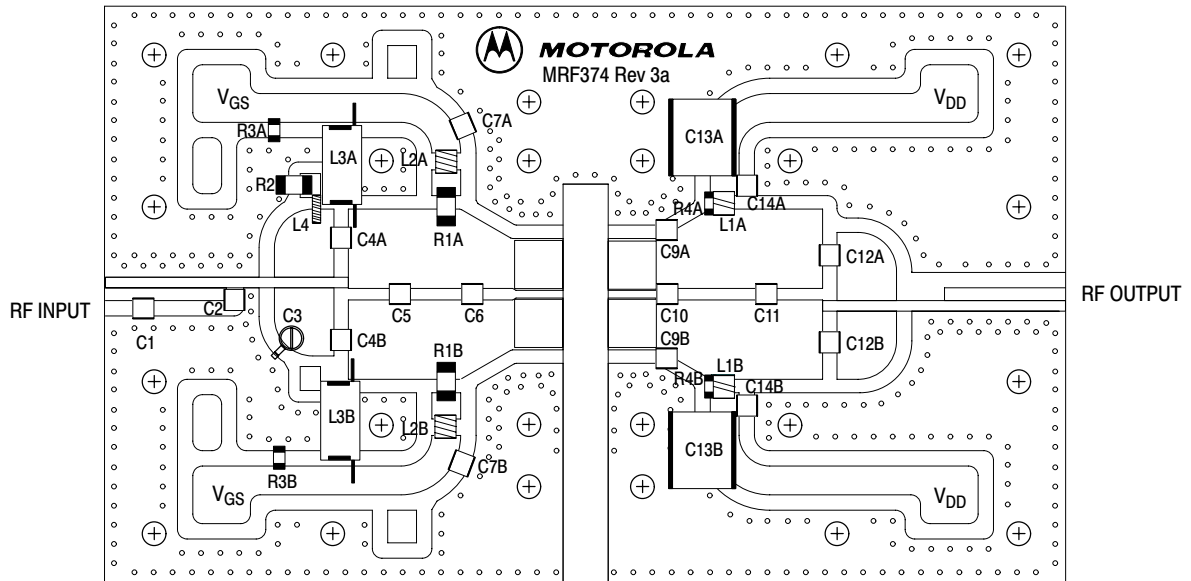 MOTOROLA
MRF374 Rev 3a
VGS
VDD
C7A
C13A
R3A
L3A
L2A
R2
R4A
C14A
L4
R1A
L1A
C4A
C9A
C12A
RF INPUT
C1
C2
C3
C5
C6
C10
C11
RF OUTPUT
C4B
C9B
C12B
R1B
L1B
R4B
C14B
L3B
L2B
C13B
R3B
C7B
VGS
VDD